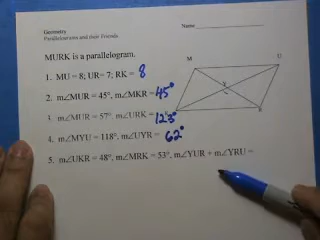 Geometry
Parallelograms and their Friends
Name
MURK is a parallelogram.
1. MU = 8; UR= 7; RK = 8
2. m∠MUR = 45°, m∠MKR = 45°
3. m∠MUR = 57°, m∠URK = 123°
4. m∠MYU = 118°, m∠UYR = 62°
5. m∠UKR = 48°, m∠MRK = 53°, m∠YUR + m∠YRU =
M
U
Y
K